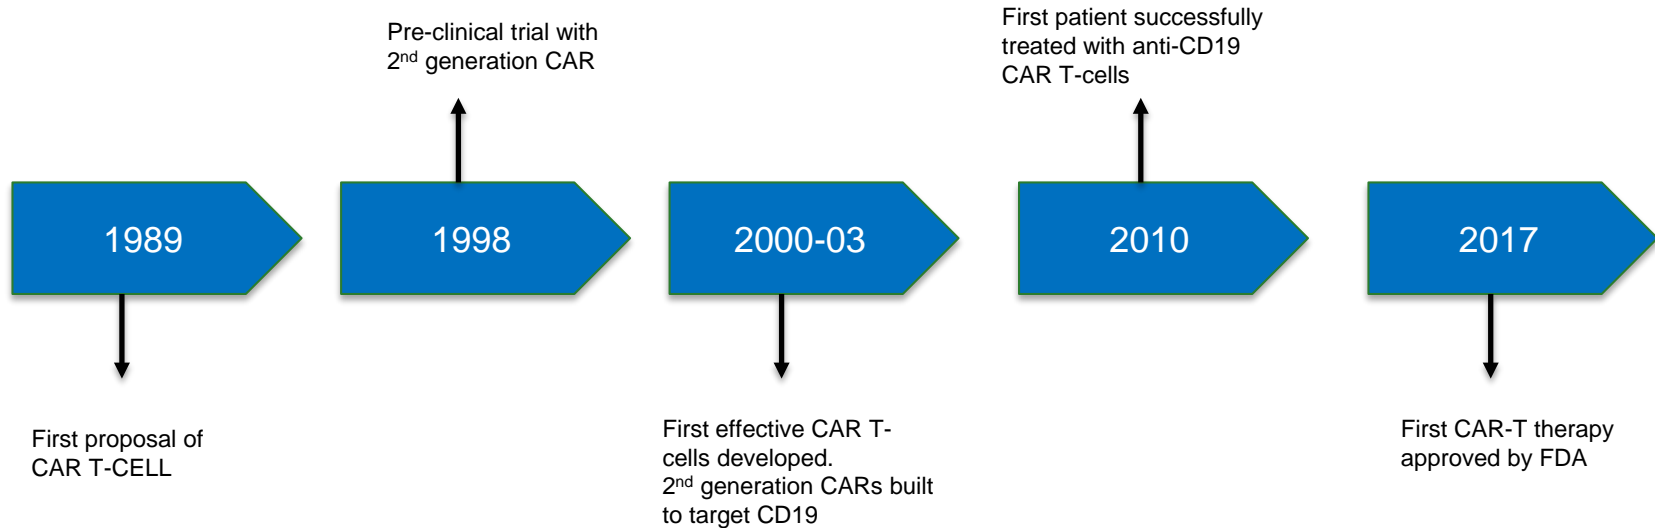 Pre-clinical trial with
2nd generation CAR
First patient successfully
treated with anti-CD19
CAR T-cells
1989
1998
2000-03
2010
2017
First proposal of
CAR T-CELL
First effective CAR T-
cells developed.
2nd generation CARs built
to target CD19
First CAR-T therapy
approved by FDA